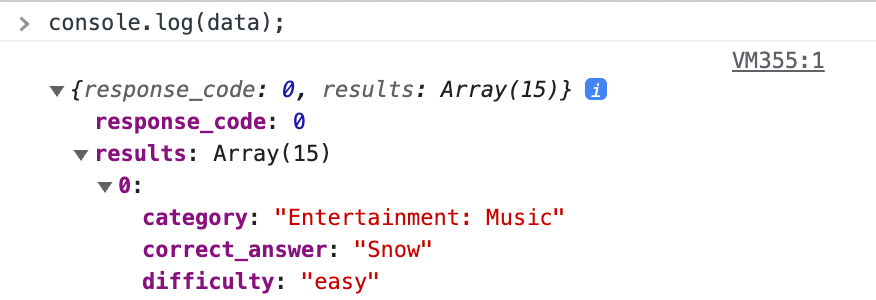 > console.log(data);
VM355:1
▼{response_code: 0, results: Array(15)} i
response_code: 0
▼results: Array(15)
▼0:
category: "Entertainment: Music"
correct_answer: "Snow"
difficulty: "easy"